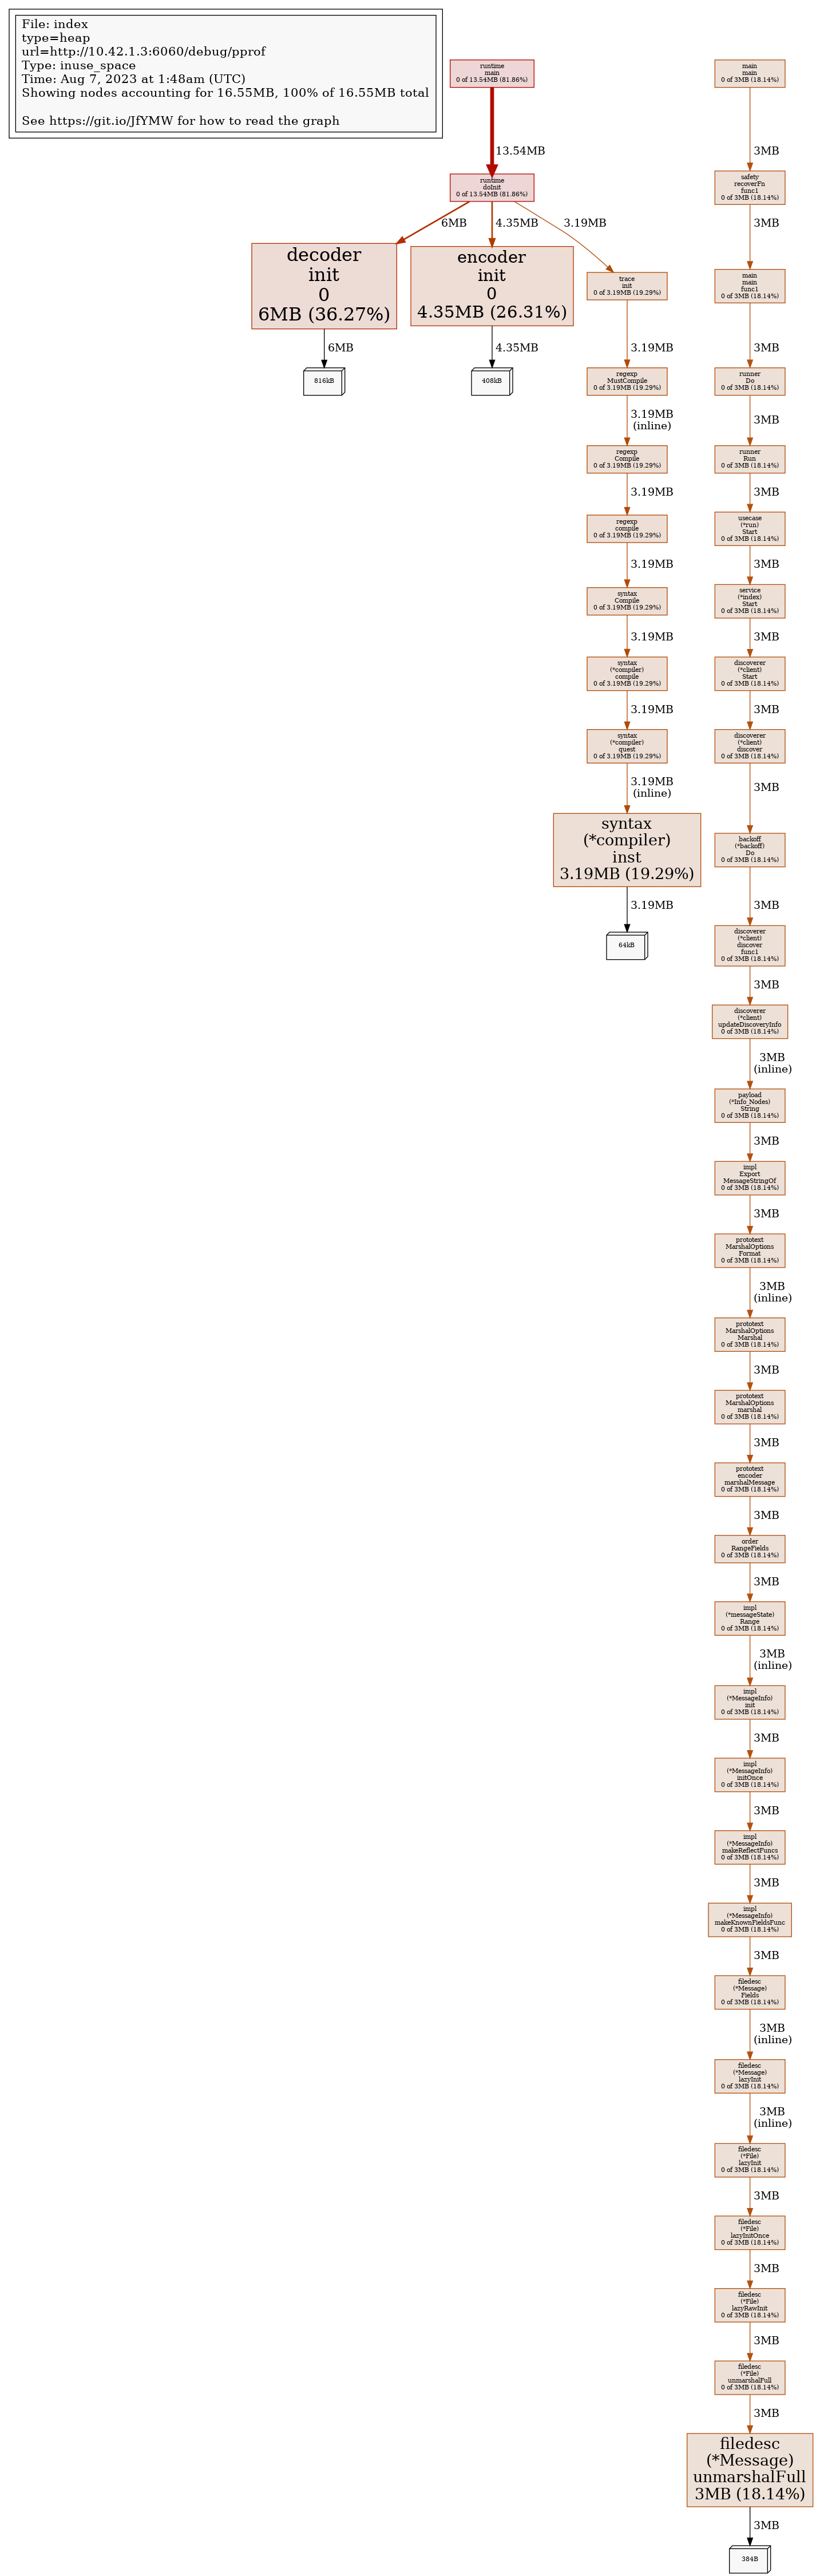 File: index
type=heap
url=http://10.42.1.3:6060/debug/pprof
Type: inuse_space
Time: Aug 7, 2023 at 1:48am (UTC)
Showing nodes accounting for 16.55MB, 100% of 16.55MB total
See https://git.io/JfYMW for how to read the graph
runtime
main
0 of 13.54MB (81.86%)
13.54MB
runtime
doInit
0 of 13.54MB (81.86%)
6MB
4.35MB
3.19MB
decoder
init
0
6MB (36.27%)
6MB
816kB
encoder
init
0
4.35MB (26.31%)
4.35MB
408kB
trace
init
0 of 3.19MB (19.29%)
3.19MB
regexp
MustCompile
0 of 3.19MB (19.29%)
3.19MB
(inline)
regexp
Compile
0 of 3.19MB (19.29%)
3.19MB
regexp
compile
0 of 3.19MB (19.29%)
3.19MB
syntax
Compile
0 of 3.19MB (19.29%)
3.19MB
syntax
(*compiler)
compile
0 of 3.19MB (19.29%)
3.19MB
syntax
(*compiler)
quest
0 of 3.19MB (19.29%)
3.19MB
(inline)
syntax
(*compiler)
inst
3.19MB (19.29%)
3.19MB
64kB
main
main
0 of 3MB (18.14%)
3MB
safety
recoverFn
func1
0 of 3MB (18.14%)
3MB
main
main
func1
0 of 3MB (18.14%)
3MB
runner
Do
0 of 3MB (18.14%)
3MB
runner
Run
0 of 3MB (18.14%)
3MB
usecase
(*run)
Start
0 of 3MB (18.14%)
3MB
service
(*index)
Start
0 of 3MB (18.14%)
3MB
discoverer
(*client)
Start
0 of 3MB (18.14%)
3MB
discoverer
(*client)
discover
0 of 3MB (18.14%)
3MB
backoff
(*backoff)
Do
0 of 3MB (18.14%)
3MB
discoverer
(*client)
discover
func1
0 of 3MB (18.14%)
3MB
discoverer
(*client)
updateDiscoveryInfo
0 of 3MB (18.14%)
3MB
(inline)
payload
(*Info_Nodes)
String
0 of 3MB (18.14%)
3MB
impl
Export
MessageStringOf
0 of 3MB (18.14%)
3MB
prototext
MarshalOptions
Format
0 of 3MB (18.14%)
3MB
(inline)
prototext
MarshalOptions
Marshal
0 of 3MB (18.14%)
3MB
prototext
MarshalOptions
marshal
0 of 3MB (18.14%)
3MB
prototext
encoder
marshalMessage
0 of 3MB (18.14%)
3MB
order
RangeFields
0 of 3MB (18.14%)
3MB
impl
(*messageState)
Range
0 of 3MB (18.14%)
3MB
(inline)
impl
(*MessageInfo)
init
0 of 3MB (18.14%)
3MB
impl
(*MessageInfo)
initOnce
0 of 3MB (18.14%)
3MB
impl
(*MessageInfo)
makeReflectFuncs
0 of 3MB (18.14%)
3MB
impl
(*MessageInfo)
makeKnownFieldsFunc
0 of 3MB (18.14%)
3MB
filedesc
(*Message)
Fields
0 of 3MB (18.14%)
3MB
(inline)
filedesc
(*Message)
lazyInit
0 of 3MB (18.14%)
3MB
(inline)
filedesc
(*File)
lazyInit
0 of 3MB (18.14%)
3MB
filedesc
(*File)
lazyInitOnce
0 of 3MB (18.14%)
3MB
filedesc
(*File)
lazyRawInit
0 of 3MB (18.14%)
3MB
filedesc
(*File)
unmarshalFull
0 of 3MB (18.14%)
3MB
filedesc
(*Message)
unmarshalFull
3MB (18.14%)
3MB
384B